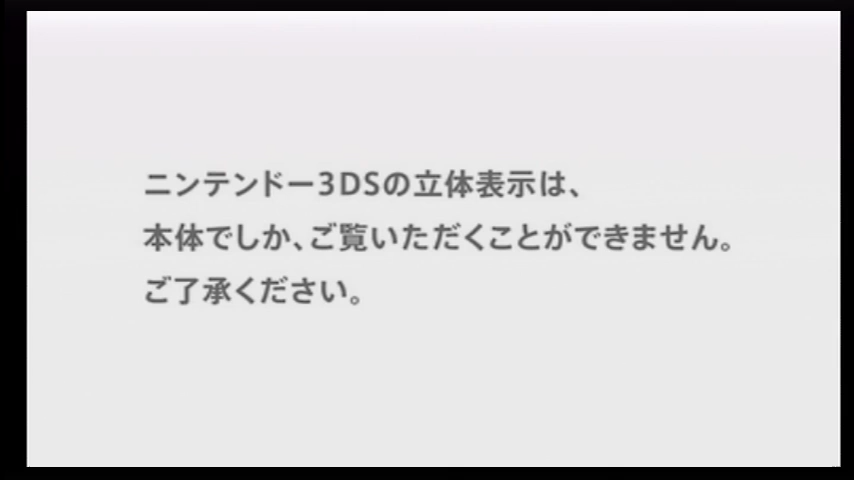 ニンテンドー3DSの立体表示は、
本体でしか、ご覧いただくことができません。
ご了承ください。